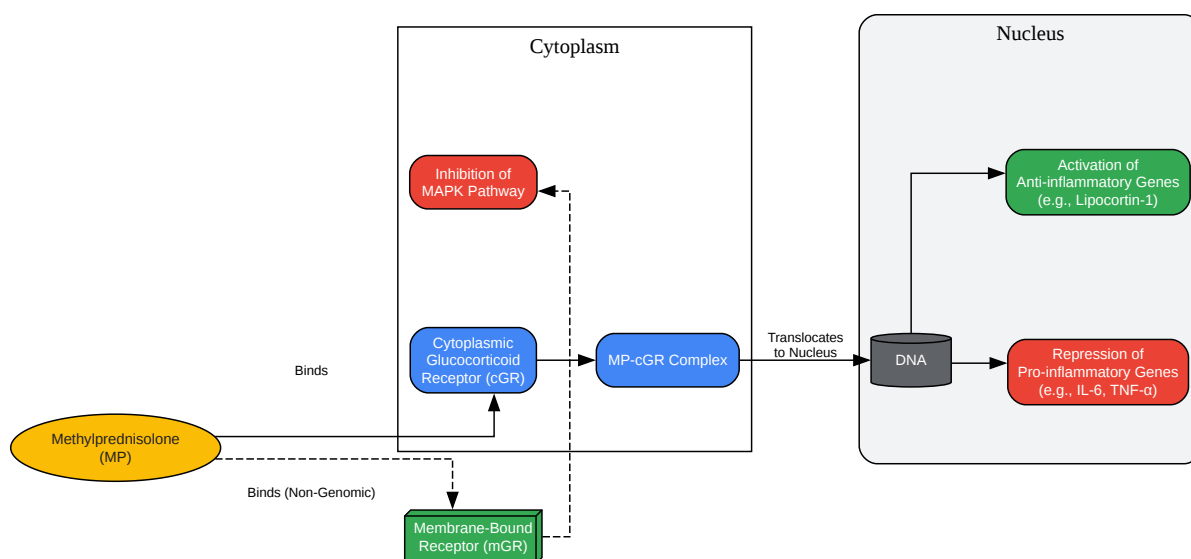 Cytoplasm
Nucleus
Inhibition of
MAPK Pathway
Activation of
Anti-inflammatory Genes
(e.g., Lipocortin-1)
Cytoplasmic
Glucocorticoid
Receptor (cGR)
MP-cGR Complex
Translocates
to Nucleus
DNA
Repression of
Pro-inflammatory Genes
(e.g., IL-6, TNF-α)
Binds
Methylprednisolone
(MP)
Binds (Non-Genomic)
Membrane-Bound
Receptor (mGR)